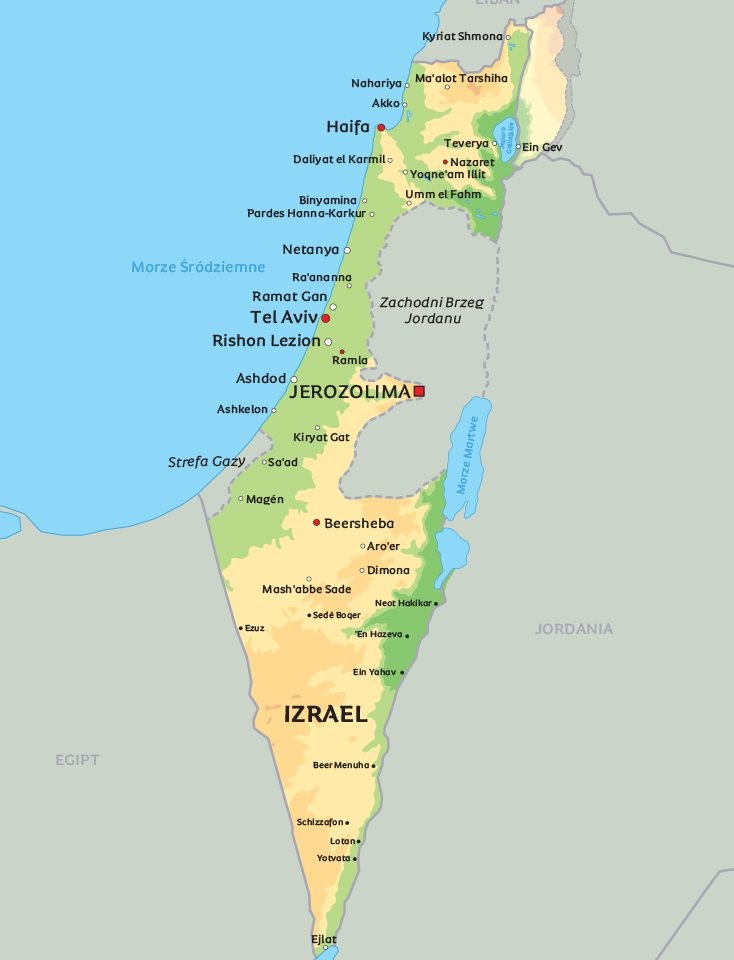 LIBAN
Kyriat Shmona
Ma'alot Tarshiha
Nahariya
Akko
Haifa
Teverya
Jezioro
Galilejskie
Ein Gev
Daliyat el Karmil
Nazaret
Yoqne'am Illit
Umm el Fahm
Binyamina
Pardes Hanna-Karkur
Netanya
Morze Śródziemne
Ra'ananna
Ramat Gan
Zachodni Brzeg
Jordanu
Tel Aviv
Rishon Lezion
Ramla
Ashdod
JEROZOLIMA
Ashkelon
Kiryat Gat
Morze Martwe
Strefa Gazy
Sa'ad
Magén
Beersheba
Aro'er
Dimona
Mash'abbe Sade
Neot Hakikar
Sedé Boqer
Ezuz
'En Hazeva
JORDANIA
Ein Yahav
IZRAEL
EGIPT
Beer Menuha
Schizzafon
Lotan
Yotvata
Ejlat